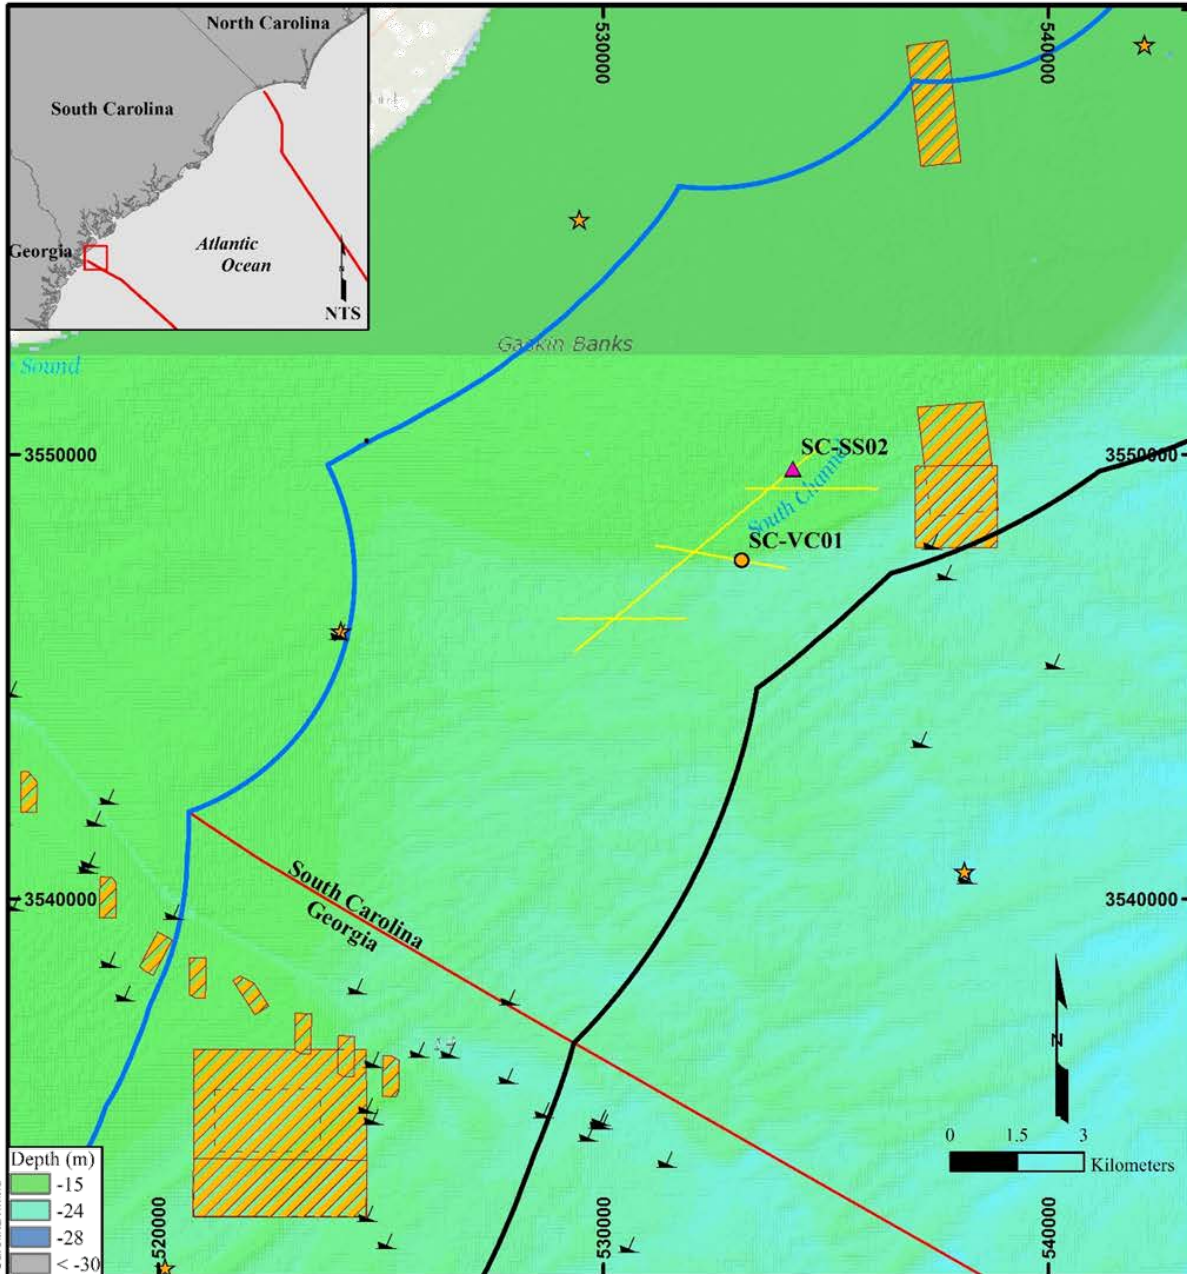 North Carolina
South Carolina
Georgia
Atlantic
Ocean
NTS
530000
540000
Sound
Gaskin Banks
3550000
3550000
SC-SS02
South Channel
SC-VC01
3540000
3540000
South Carolina
Georgia
N
0 1.5 3
Kilometers
Depth (m)
-15
-24
-28
< -30
520000
530000
540000